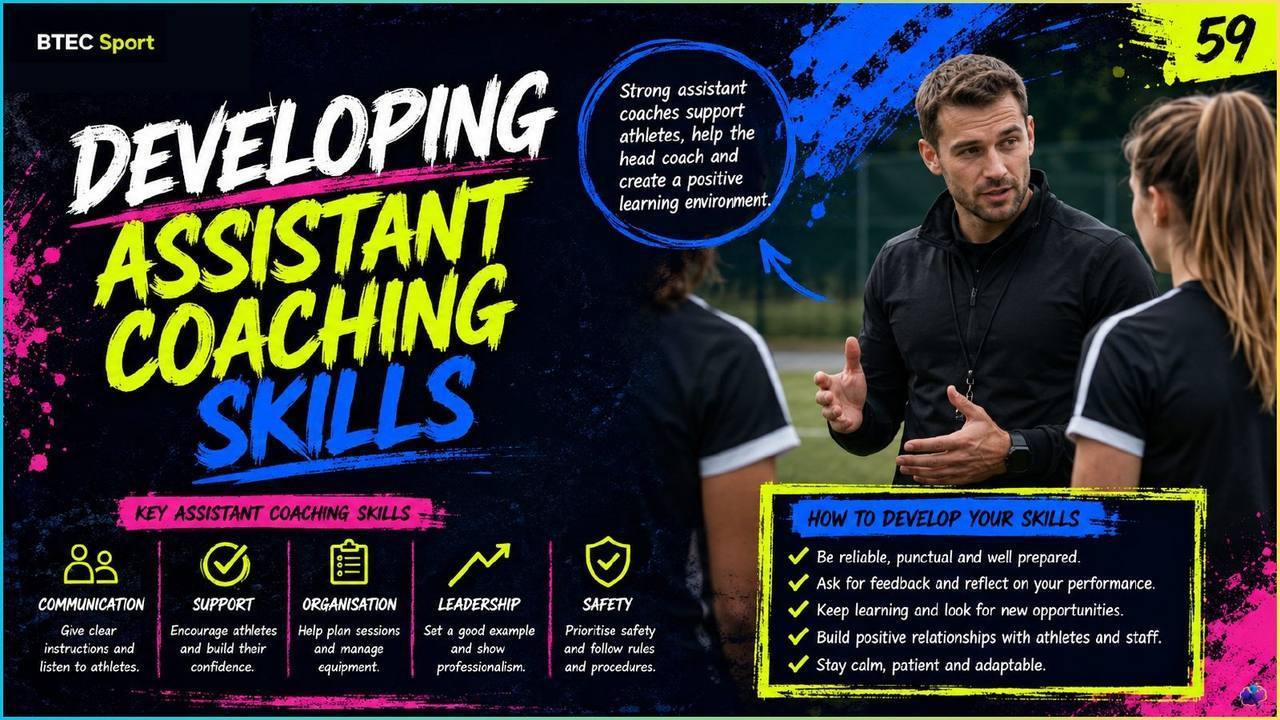 BTEC Sport
59
DEVELOPING
ASSISTANT
COACHING
SKILLS
Strong assistant
coaches support
athletes, help the
head coach and
create a positive
learning environment.
KEY ASSISTANT COACHING SKILLS
COMMUNICATION
Give clear
instructions and
listen to athletes.
SUPPORT
Encourage athletes
and build their
confidence.
ORGANISATION
Help plan sessions
and manage
equipment.
LEADERSHIP
Set a good example
and show
professionalism.
SAFETY
Prioritise safety
and follow rules
and procedures.
HOW TO DEVELOP YOUR SKILLS
Be reliable, punctual and well prepared.
Ask for feedback and reflect on your performance.
Keep learning and look for new opportunities.
Build positive relationships with athletes and staff.
Stay calm, patient and adaptable.